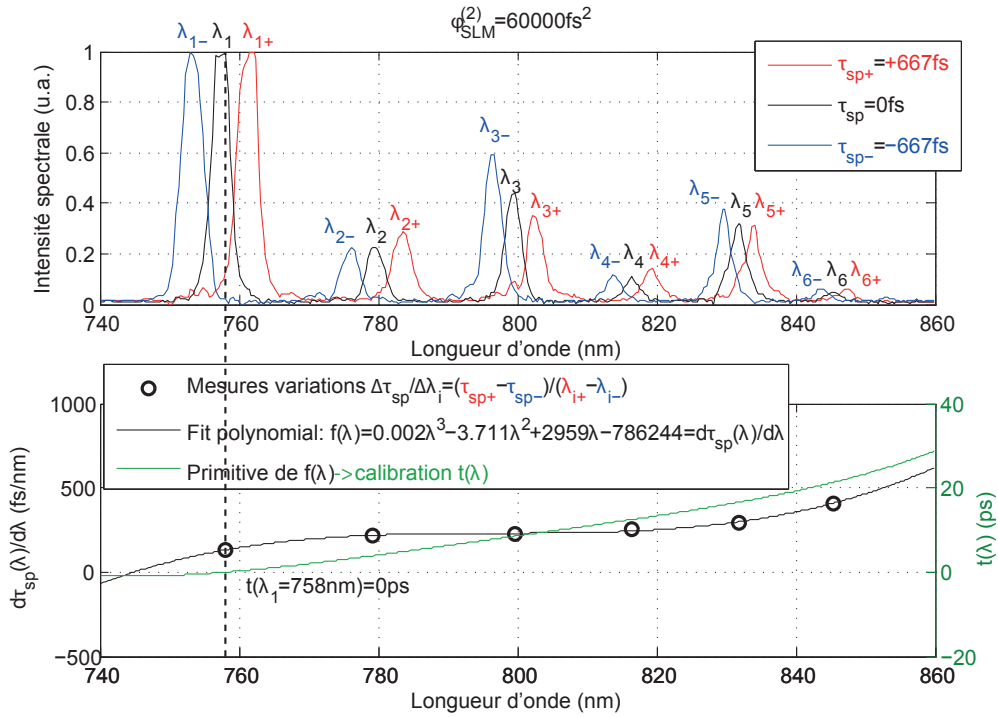 φSLM(2)=60000fs2
λ1− λ1 λ1+
τsp+=+667fs
τsp=0fs
τsp−=−667fs
λ2− λ2 λ2+
λ3− λ3 λ3+
λ4− λ4 λ4+
λ5− λ5 λ5+
λ6− λ6 λ6+
Intensité spectrale (u.a.)
1
0.8
0.6
0.4
0.2
0
740 760 780 800 820 840 860
Longueur d'onde (nm)
Mesures variations Δτsp/Δλi=(τsp+−τsp−)/(λi+−λi−)
Fit polynomial: f(λ)=0.002λ3−3.711λ2+2959λ−786244=dτsp(λ)/dλ
Primitive de f(λ)->calibration t(λ)
t(λ1=758nm)=0ps
dτsp(λ)/dλ (fs/nm)
1000
500
0
−500
t(λ) (ps)
40
20
0
−20
740 760 780 800 820 840 860
Longueur d'onde (nm)